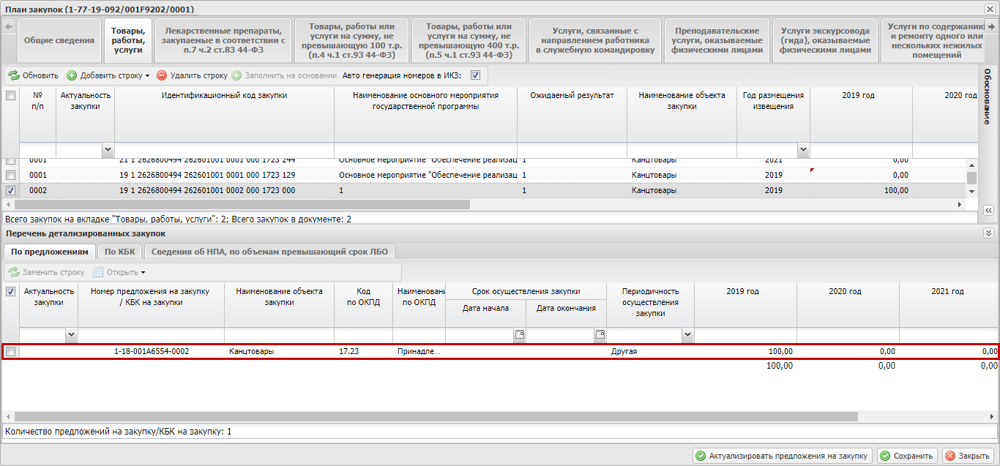 План закупок (1-77-19-092/001F9202/0001)
Общие сведения
Товары,
работы,
услуги
Лекарственные препараты,
закупаемые в соответствии с
п.7 ч.2 ст.83 44-ФЗ
Товары, работы или
услуги на сумму, не
превышающую 100 т.р.
(п.4 ч.1 ст.93 44-ФЗ)
Товары, работы или
услуги на сумму, не
превышающую 400 т.р.
(п.5 ч.1 ст.93 44-ФЗ)
Услуги, связанные с
направлением работника
в служебную командировку
Преподавательские
услуги, оказываемые
физическими лицами
Услуги экскурсовода
(гида), оказываемые
физическими лицами
Услуги по содержанию
и ремонту одного или
нескольких нежилых
помещений
Обновить Добавить строку Удалить строку Заполнить на основании Авто генерация номеров в ИКЗ:
Обоснование
№
п/п
Актуальность
закупки
Идентификационный код закупки
Наименование основного мероприятия
государственной программы
Ожидаемый результат
Наименование объекта
закупки
Год размещения
извещения
2019 год
2020 год
0001 21 1 2626800494 262601001 0001 000 1723 244 Основное мероприятие "Обеспечение реализац 1 Канцтовары 2021 0,00
0001 19 1 2626800494 262601001 0001 000 1723 129 Основное мероприятие "Обеспечение реализац 1 Канцтовары 2019 0,00
0002 19 1 2626800494 262601001 0002 000 1723 000 1 1 Канцтовары 2019 100,00
Всего закупок на вкладке "Товары, работы, услуги": 2; Всего закупок в документе: 2
Перечень детализированных закупок
По предложениям По КБК Сведения об НПА, по объемам превышающий срок ЛБО
Заменить строку Открыть
Актуальность
закупки
Номер предложения на закупку
/ КБК на закупки
Наименование объекта
закупки
Код
по ОКПД
Наименовани
по ОКПД
Срок осуществления закупки
Дата начала Дата окончания
Периодичность
осуществления
закупки
2019 год
2020 год
2021 год
1-18-001A6554-0002 Канцтовары 17.23 Принадле... Другая 100,00 0,00 0,00
100,00 0,00 0,00
Количество предложений на закупку/КБК на закупку: 1
Актуализировать предложения на закупку Сохранить Закрыть